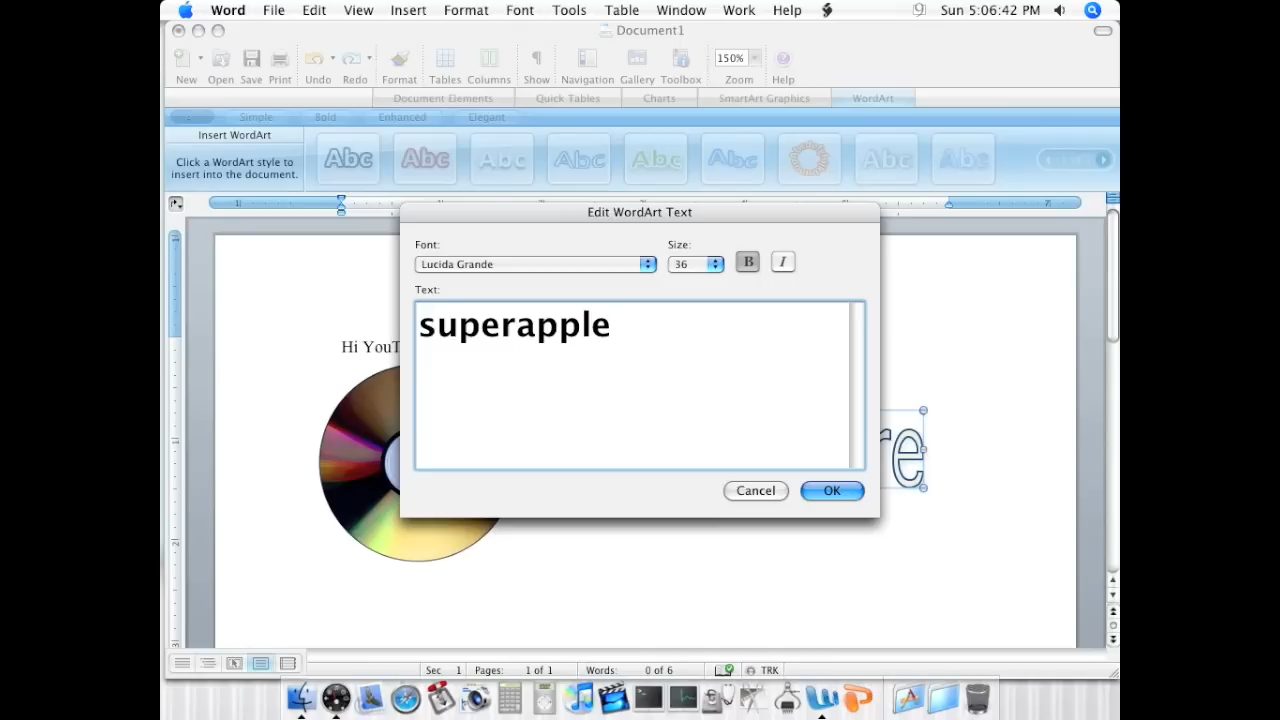 Word File Edit View Insert Format Font Tools Table Window Work Help Sun 5:06:42 PM
Document1
New Open Save Print Undo Redo Format Tables Columns Show Navigation Gallery Toolbox 150% Zoom Help
Document Elements Quick Tables Charts SmartArt Graphics WordArt
Simple Bold Enhanced Elegant
Insert WordArt
Click a WordArt style to
insert into the document.
Abc Abc Abc Abc Abc Abc Abc Abc
Edit WordArt Text
Font: Size:
Lucida Grande 36 B I
Text:
superapple
Hi YouT
re
Cancel OK
Sec 1 Pages: 1 of 1 Words: 0 of 6 TRK